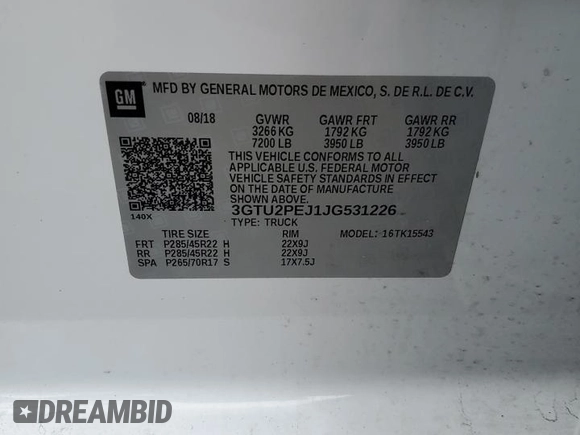 GM
MFD BY GENERAL MOTORS DE MEXICO, S. DE R.L. DE C.V.
08/18 GVWR GAWR FRT GAWR RR
3266 KG 1792 KG 1792 KG
7200 LB 3950 LB 3950 LB
THIS VEHICLE CONFORMS TO ALL
APPLICABLE U.S. FEDERAL MOTOR
VEHICLE SAFETY STANDARDS IN EFFECT
ON THE DATE OF MANUFACTURE
SHOWN ABOVE.
3GTU2PEJ1JG531226
140X TYPE: TRUCK
TIRE SIZE RIM MODEL: 16TK15543
FRT P285/45R22 H 22X9J
RR P285/45R22 H 22X9J
SPA P265/70R17 S 17X7.5J
DREAMBID